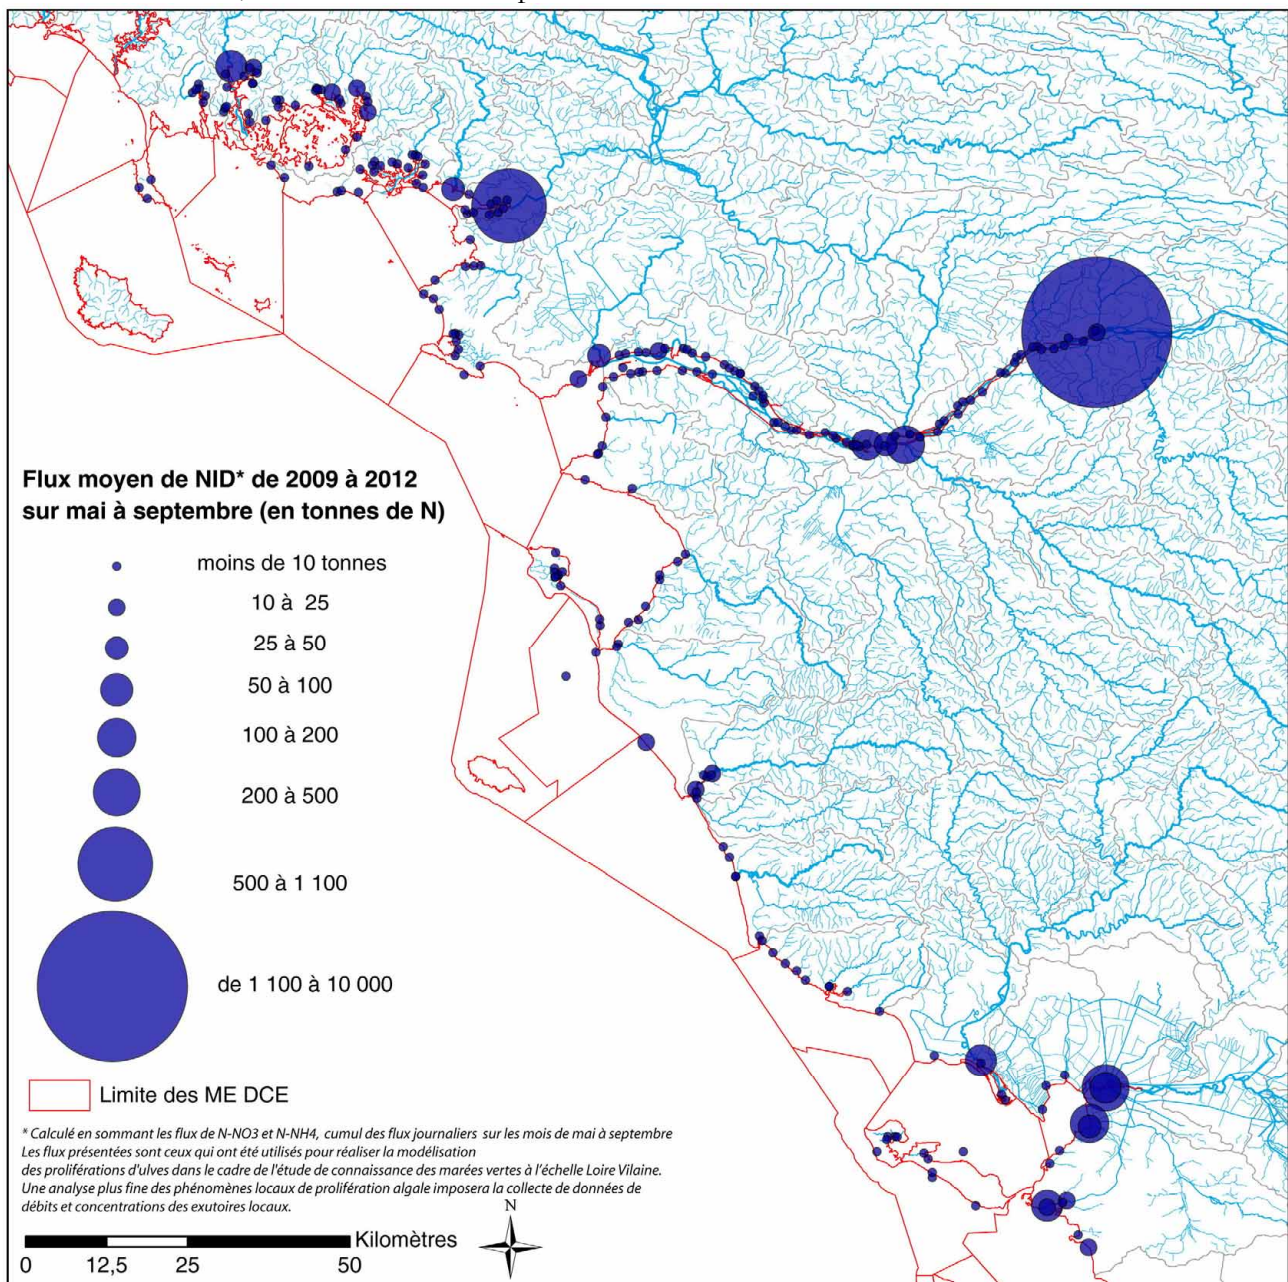 Flux moyen de NID* de 2009 à 2012
sur mai à septembre (en tonnes de N)
moins de 10 tonnes
10 à 25
25 à 50
50 à 100
100 à 200
200 à 500
500 à 1 100
de 1 100 à 10 000
Limite des ME DCE
* Calculé en sommant les flux de N-NO3 et N-NH4, cumul des flux journaliers sur les mois de mai à septembre
Les flux présentées sont ceux qui ont été utilisés pour réaliser la modélisation
des proliférations d'ulves dans le cadre de l'étude de connaissance des marées vertes à l'échelle Loire Vilaine.
Une analyse plus fine des phénomènes locaux de prolifération algale imposera la collecte de données de
débits et concentrations des exutoires locaux.
N
Kilomètres
0 12,5 25 50